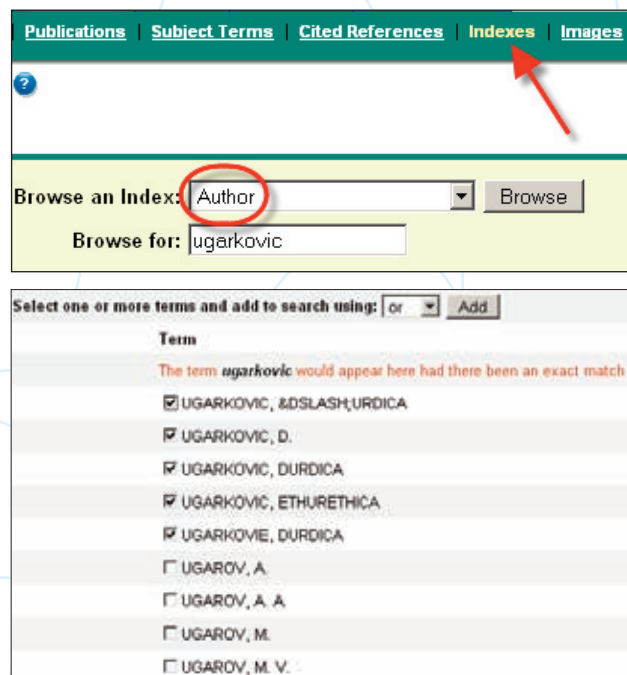 Publications | Subject Terms | Cited References | Indexes | Images
?
Browse an Index: Author Browse
Browse for: ugarkovic
Select one or more terms and add to search using: or Add
Term
The term ugarkovic would appear here had there been an exact match
UGARKOVIC, &DSLASH;URDICA
UGARKOVIC, D.
UGARKOVIC, DURDICA
UGARKOVIC, ETHURETHICA
UGARKOVIE, DURDICA
UGAROV, A.
UGAROV, A. A
UGAROV, M.
UGAROV, M. V.